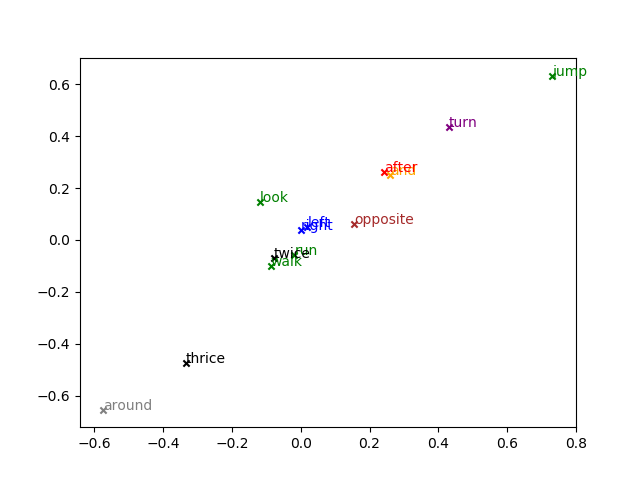 jump
0.6
turn
0.4
after
and
0.2
look
opposite
left
right
0.0
run
twice
walk
−0.2
−0.4
thrice
−0.6
around
−0.6 −0.4 −0.2 0.0 0.2 0.4 0.6 0.8